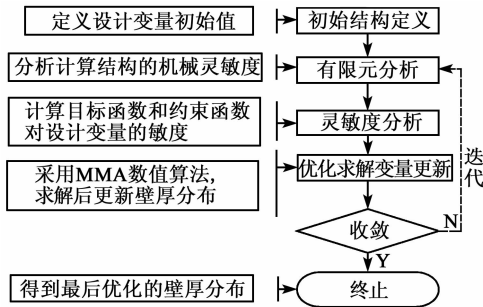 定义设计变量初始值
初始结构定义
分析计算结构的机械灵敏度
有限元分析
计算目标函数和约束函数
对设计变量的敏度
灵敏度分析
采用MMA数值算法,
求解后更新壁厚分布
优化求解变量更新
迭代
收敛
N
Y
得到最后优化的壁厚分布
终止